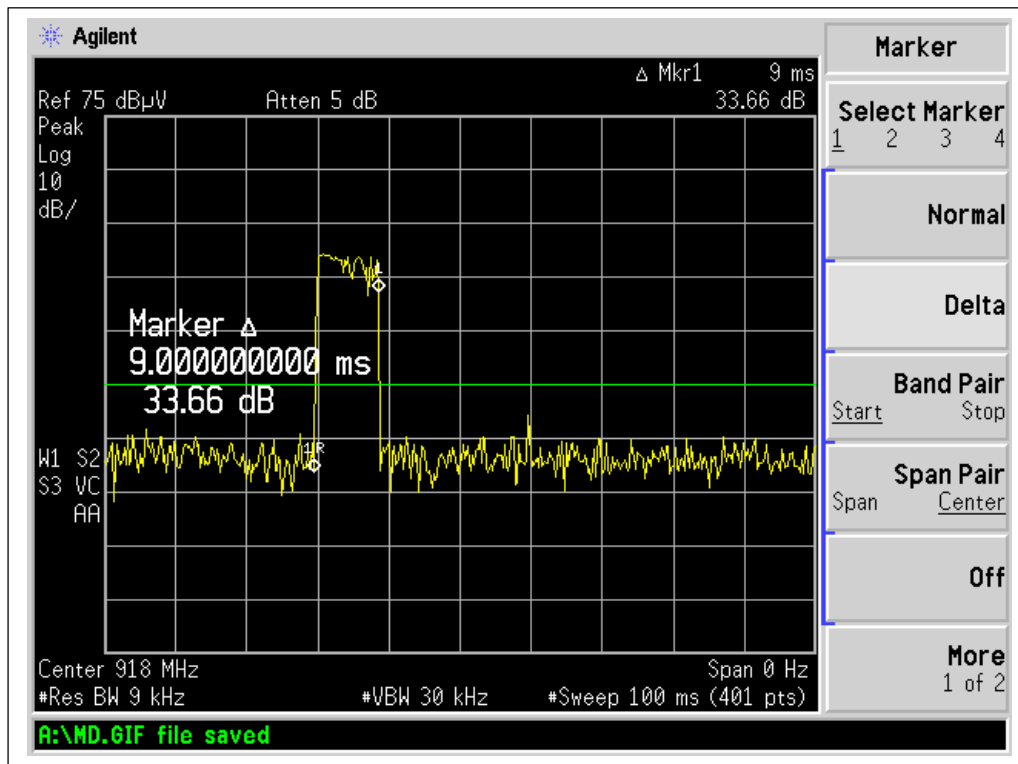 Agilent
Marker
Δ Mkr1 9 ms
Ref 75 dBµV Atten 5 dB 33.66 dB
Peak
Log
10
dB/
Select Marker
1 2 3 4
Normal
Delta
Band Pair
Start Stop
Span Pair
Span Center
Off
More
1 of 2
1
Marker Δ
9.000000000 ms
33.66 dB
1R
W1 S2
S3 VC
AA
Center 918 MHz Span 0 Hz
#Res BW 9 kHz #VBW 30 kHz #Sweep 100 ms (401 pts)
A:\MD.GIF file saved